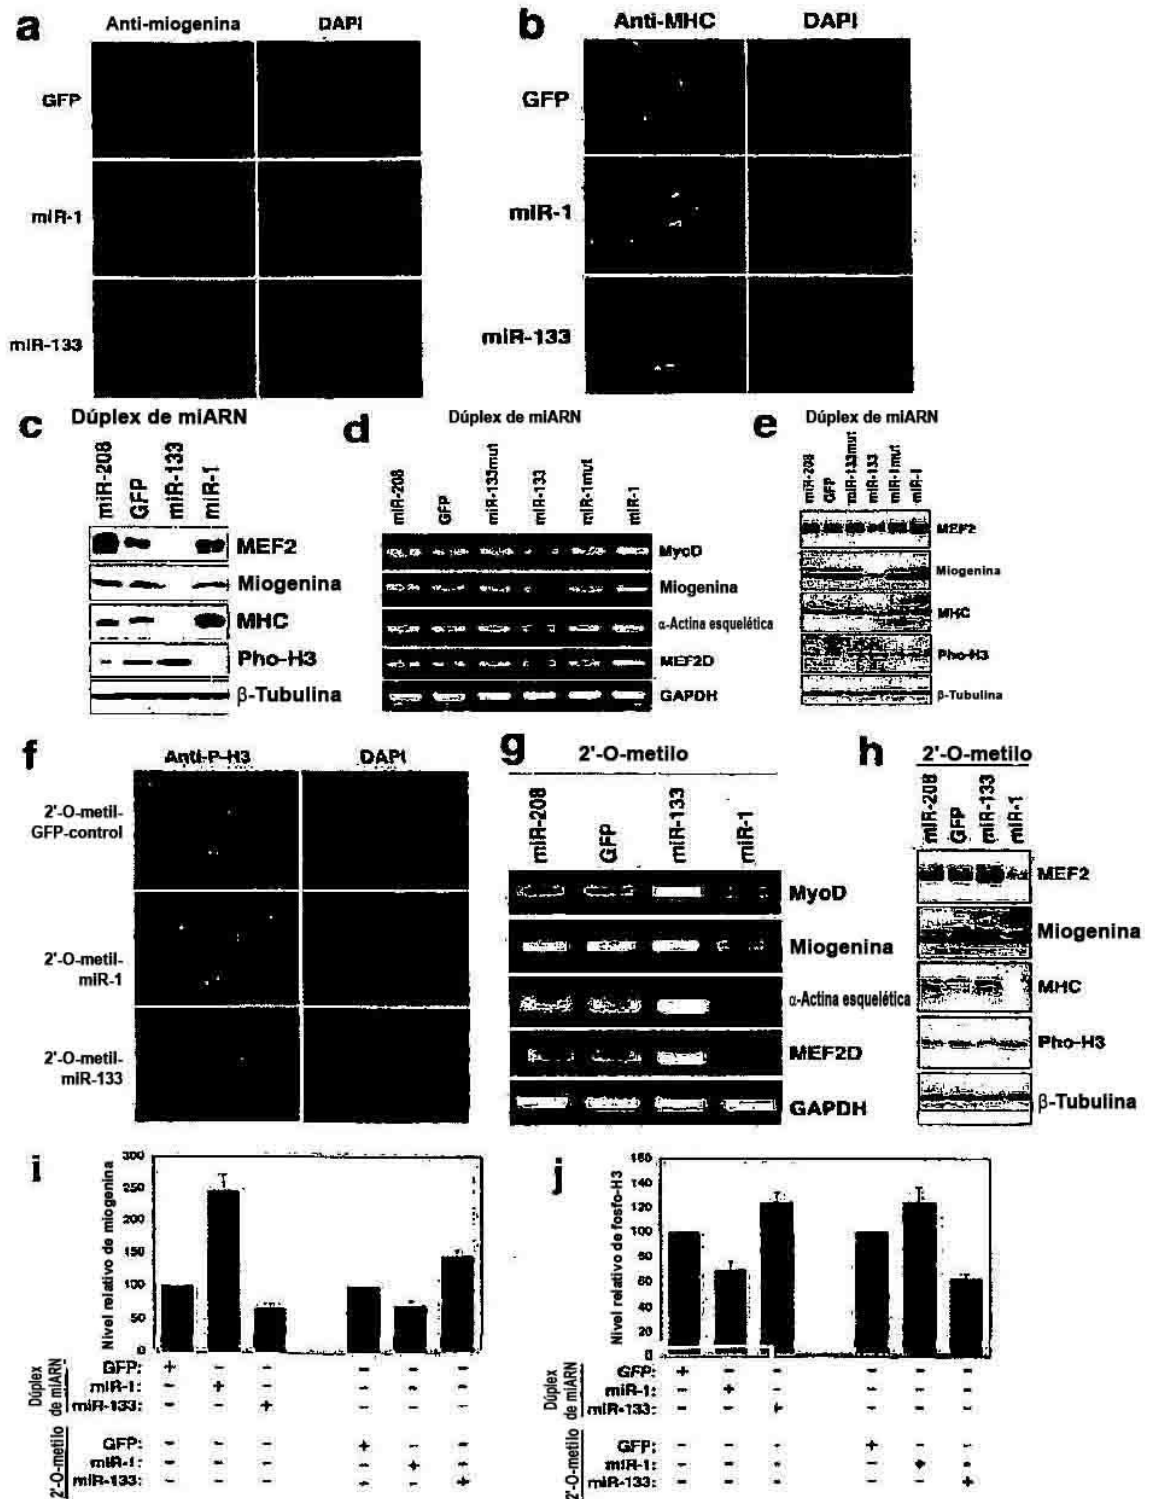 a
Anti-miogenina DAPI
GFP
miR-1
miR-133
b
Anti-MHC DAPI
GFP
miR-1
miR-133
c
Dúplex de miARN
miR-208 GFP miR-133 miR-1
MEF2
Miogenina
MHC
Pho-H3
β-Tubulina
d
Dúplex de miARN
miR-208 GFP miR-133mut miR-133 miR-1mut miR-1
MyoD
Miogenina
α-Actina esquelética
MEF2D
GAPDH
e
Dúplex de miARN
miR-208 GFP miR-133mut miR-133 miR-1mut miR-1
MEF2
Miogenina
MHC
Pho-H3
β-Tubulina
f
Anti-P-H3 DAPI
2'-O-metil-
GFP-control
2'-O-metil-
miR-1
2'-O-metil-
miR-133
g
2'-O-metilo
miR-208 GFP miR-133 miR-1
MyoD
Miogenina
α-Actina esquelética
MEF2D
GAPDH
h
2'-O-metilo
miR-208 GFP miR-133 miR-1
MEF2
Miogenina
MHC
Pho-H3
β-Tubulina
i
Nivel relativo de miogenina
300
250
200
150
100
50
0
Dúplex de miARN
GFP: + - - - - -
miR-1: - + - - - -
miR-133: - - + - - -
2'-O-metilo
GFP: - - - + - -
miR-1: - - - - + -
miR-133: - - - - - +
j
Nivel relativo de fosfo-H3
160
140
120
100
80
60
40
20
0
Dúplex de miARN
GFP: + - - - - -
miR-1: - + - - - -
miR-133: - - + - - -
2'-O-metilo
GFP: - - - + - -
miR-1: - - - - + -
miR-133: - - - - - +